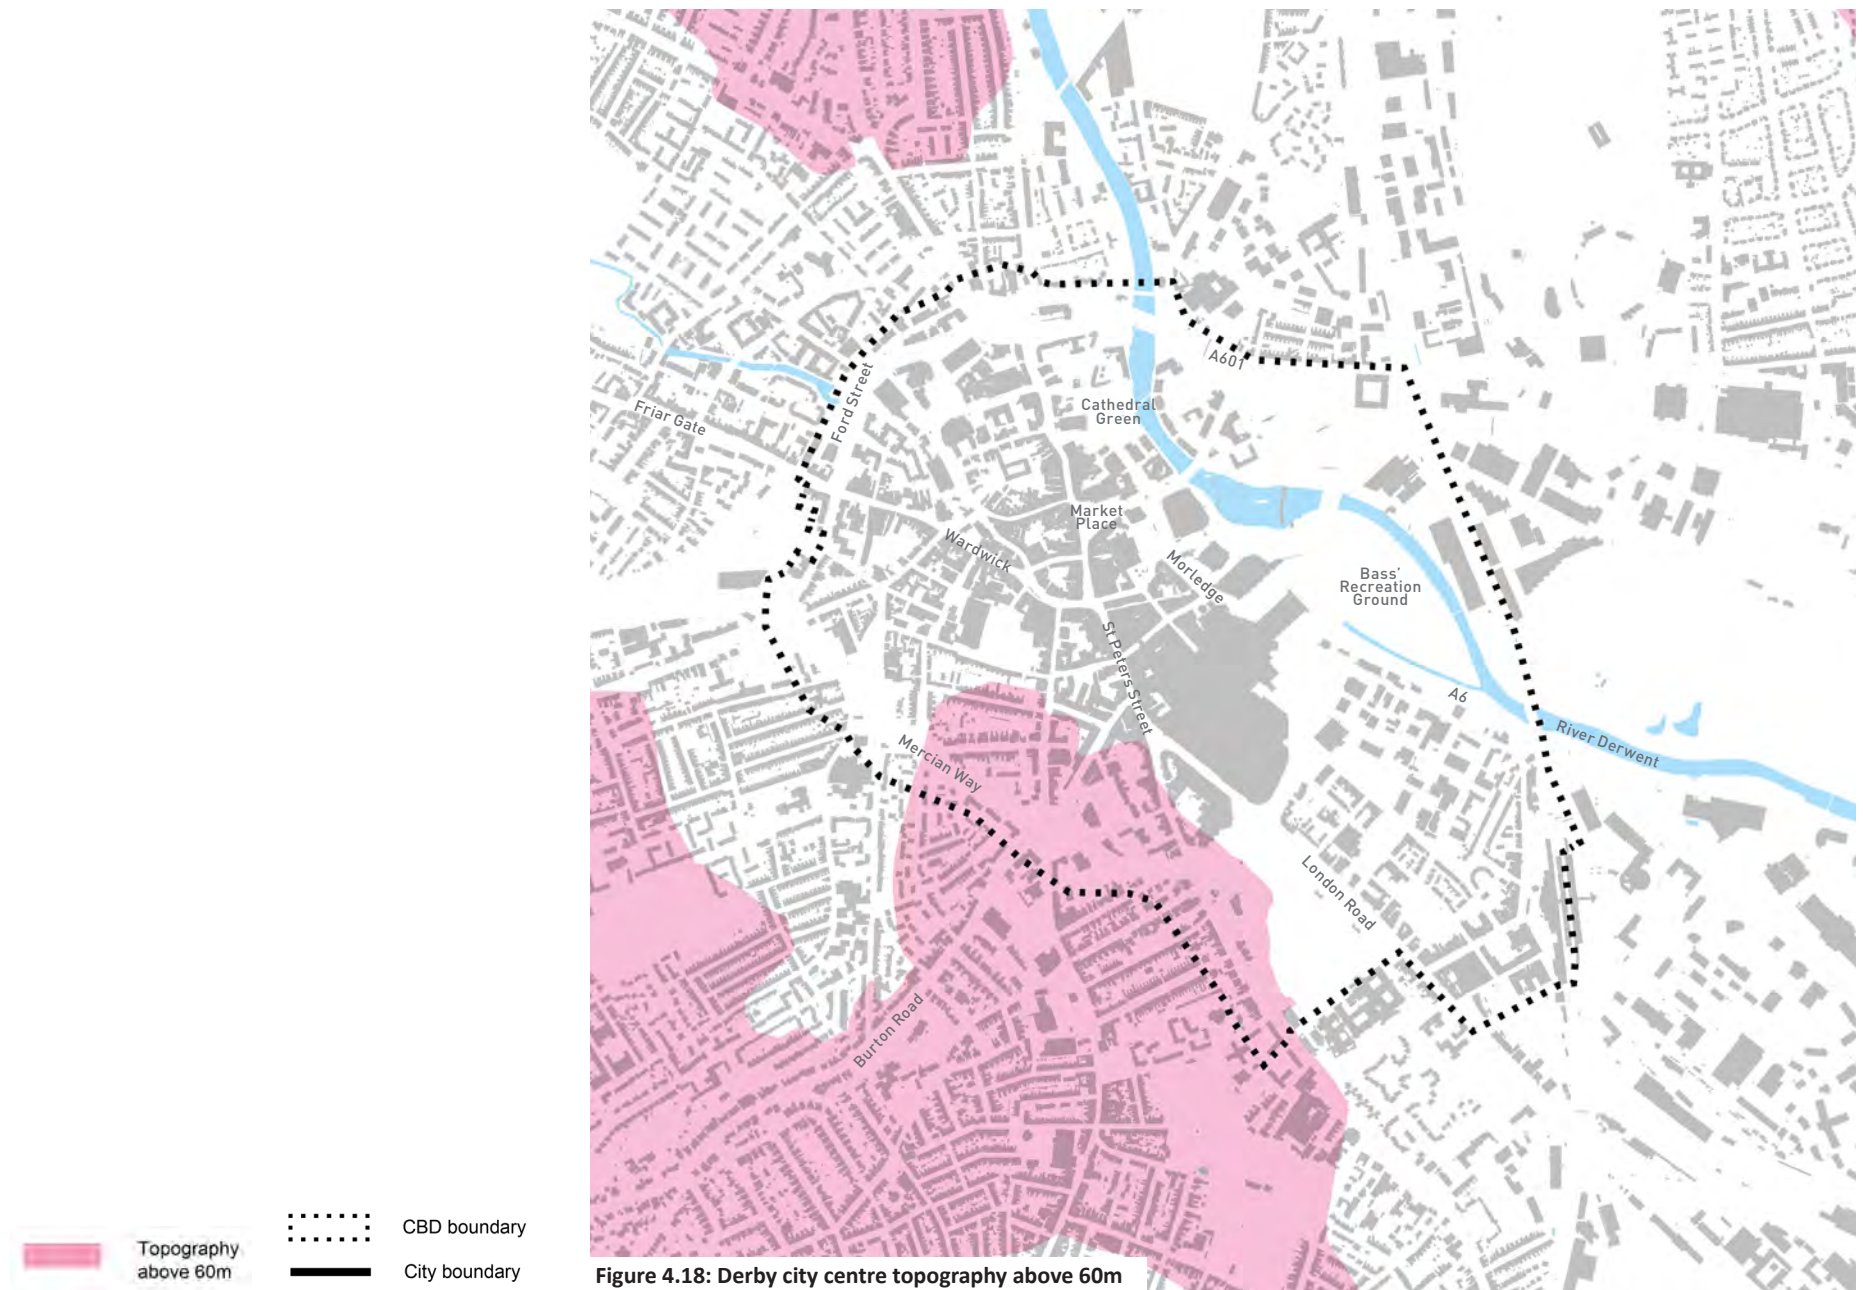 Friar Gate
Ford Street
A601
Cathedral
Green
Market
Place
Wardwick
Morledge
Bass'
Recreation
Ground
St Peters Street
A6
River Derwent
Mercian Way
London Road
Burton Road
Topography
above 60m
CBD boundary
City boundary
Figure 4.18: Derby city centre topography above 60m